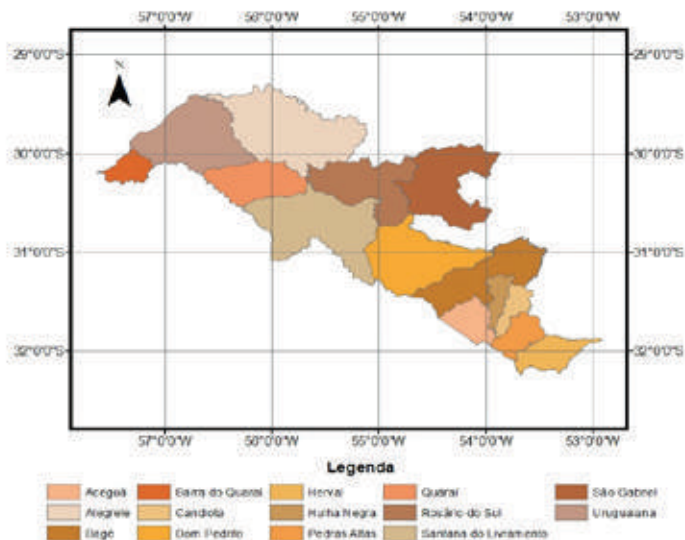 57°0'0"W 56°0'0"W 55°0'0"W 54°0'0"W 53°0'0"W
29°0'0"S 29°0'0"S
N
30°0'0"S 30°0'0"S
31°0'0"S 31°0'0"S
32°0'0"S 32°0'0"S
57°0'0"W 56°0'0"W 55°0'0"W 54°0'0"W 53°0'0"W
Legenda
Aceguá Barra do Quaraí Herval Quaraí São Gabriel
Alegrete Candiota Hulha Negra Rosário do Sul Uruguaiana
Bagé Dom Pedrito Pedras Altas Santana do Livramento